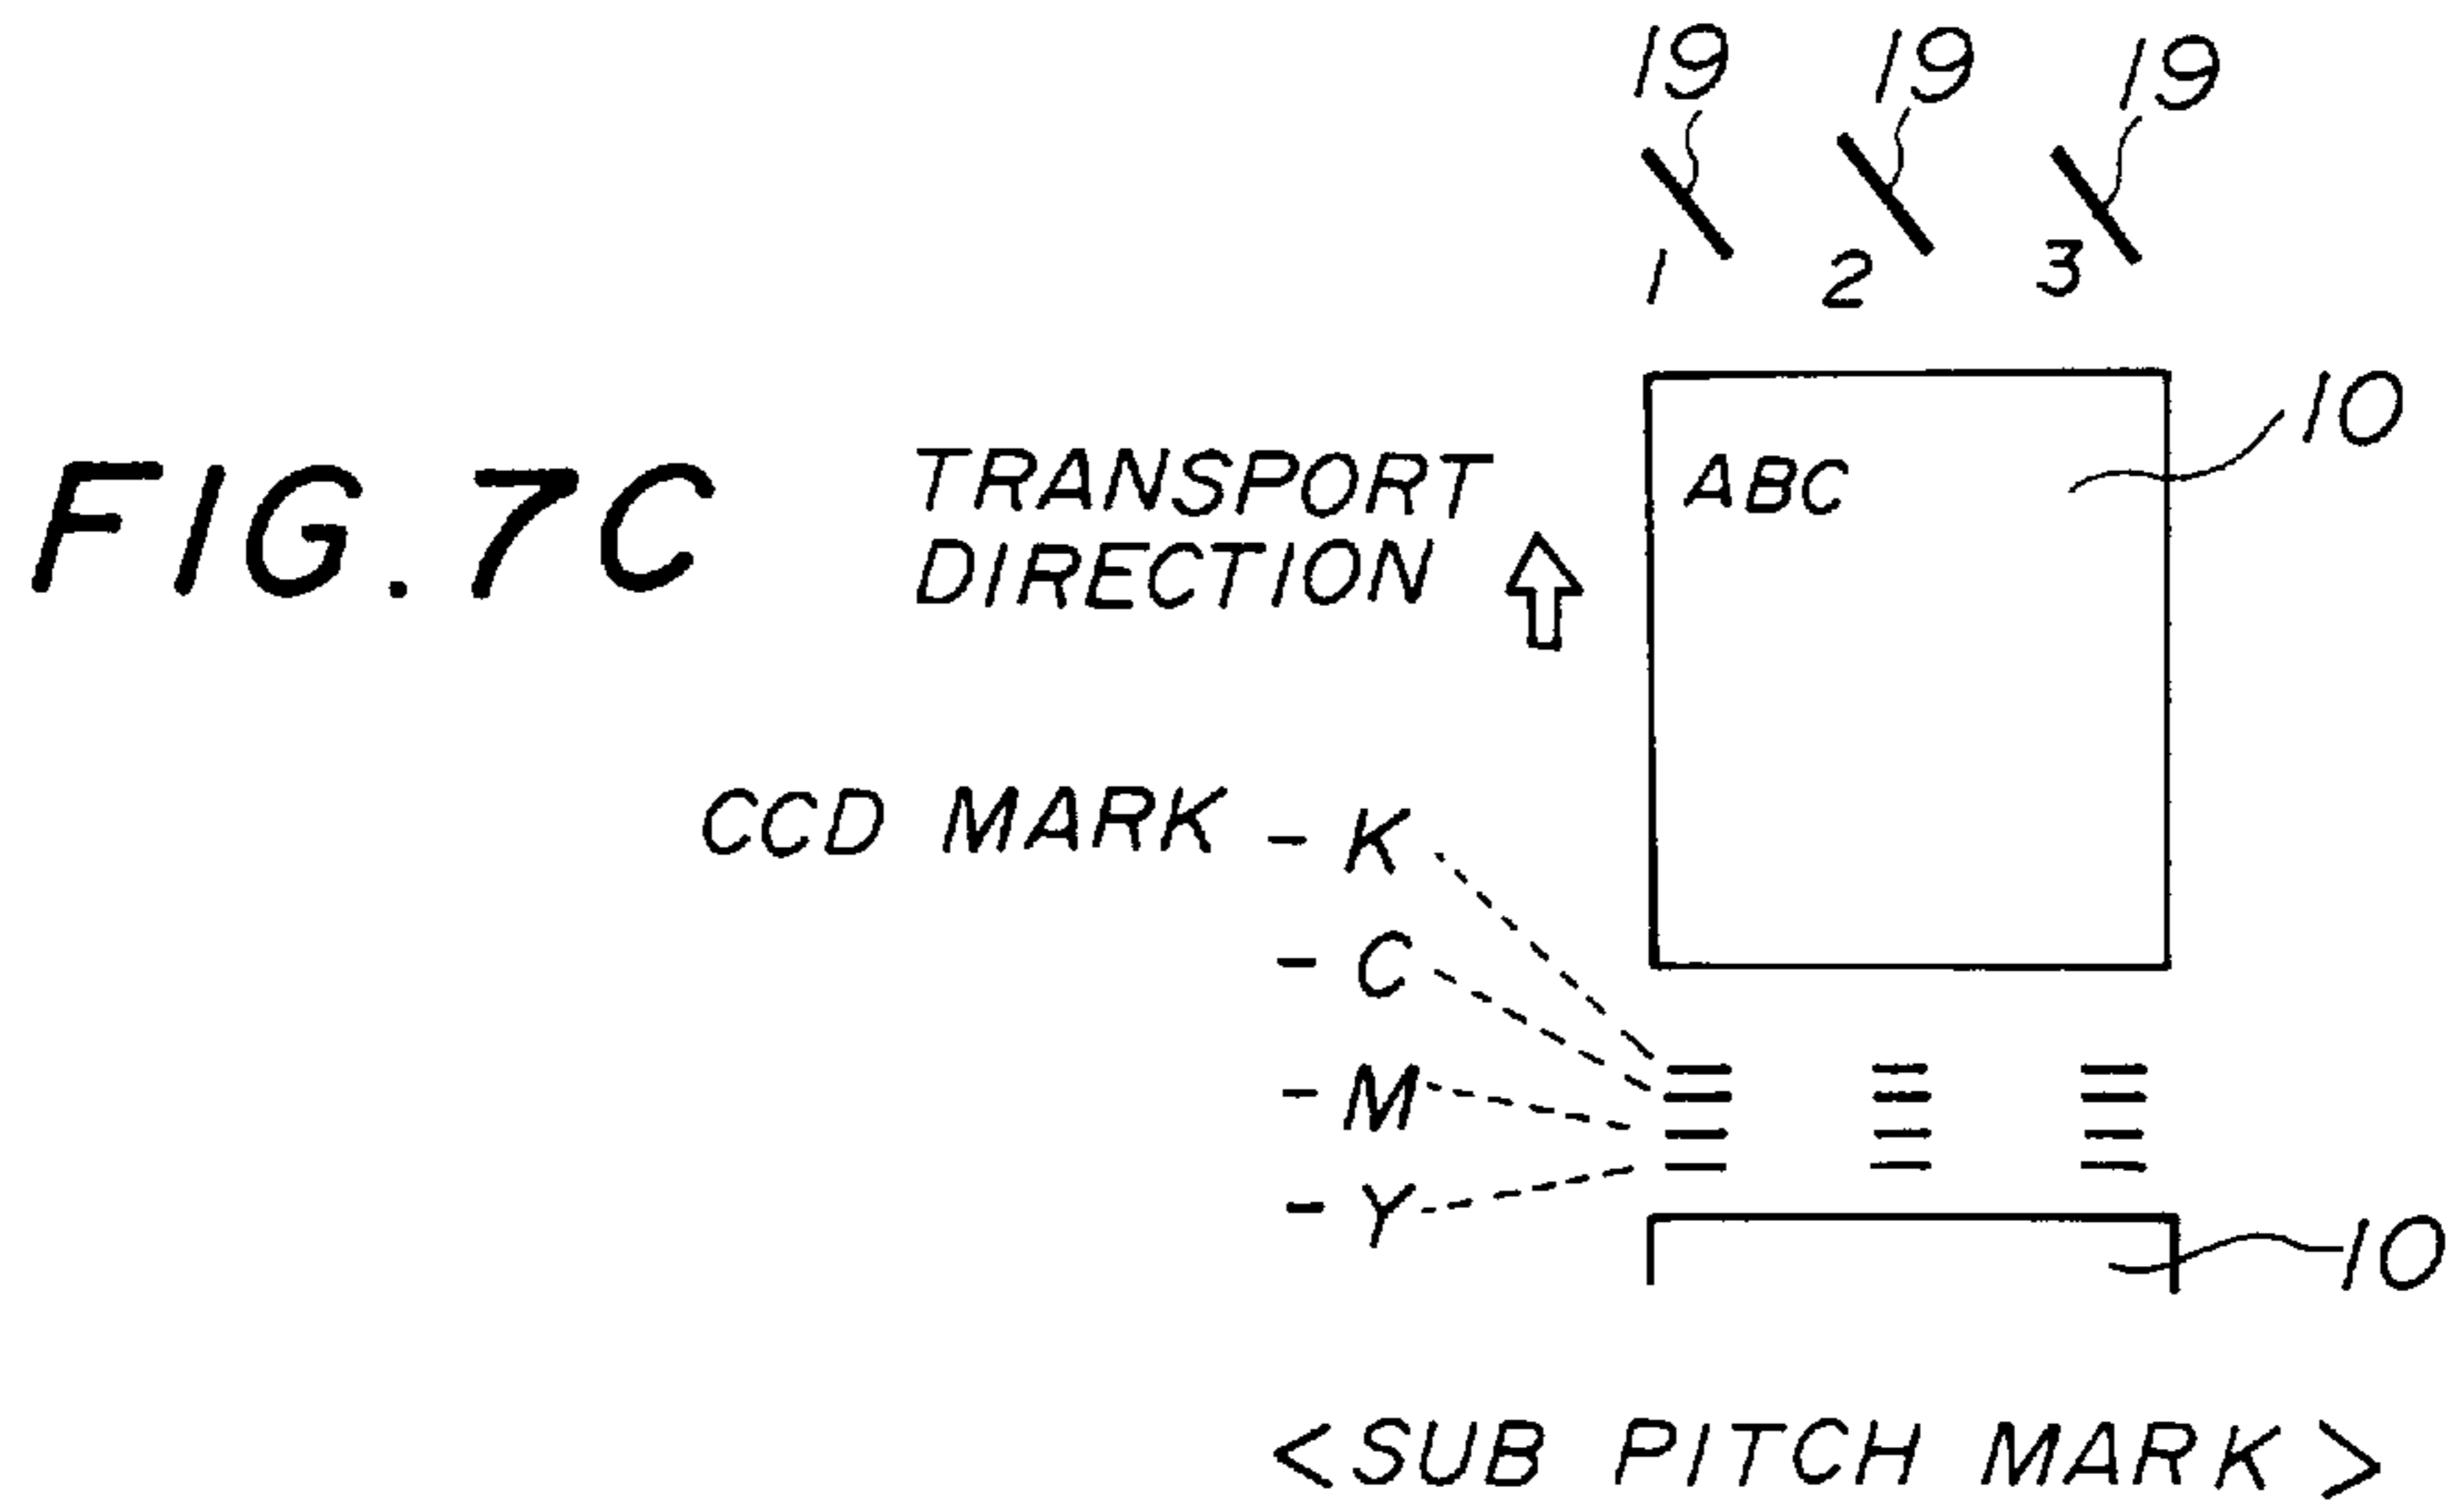 19 19 19
1 2 3
10
FIG. 7C
TRANSPORT
DIRECTION
ABC
CCD MARK - K
- C
- M
- Y
10
<SUB PITCH MARK>